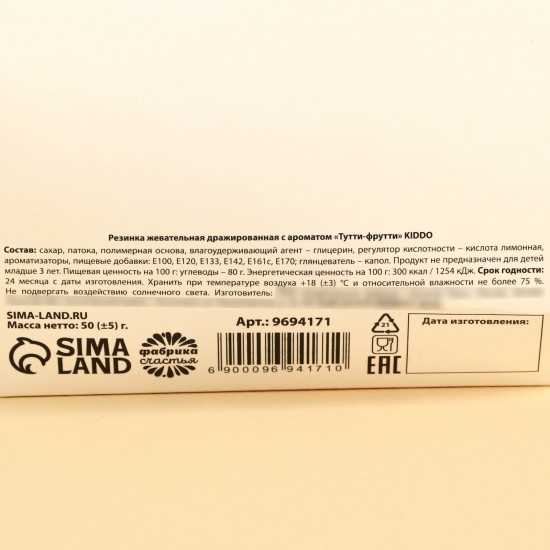 Резинка жевательная дражированная с ароматом «Тутти-фрутти» KIDDO
Состав: сахар, патока, полимерная основа, влагоудерживающий агент – глицерин, регулятор кислотности – кислота лимонная,
ароматизаторы, пищевые добавки: Е100, Е120, Е133, Е142, Е161с, Е170; глянцеватель – капол. Продукт не предназначен для детей
младше 3 лет. Пищевая ценность на 100 г: углеводы – 80 г. Энергетическая ценность на 100 г: 300 ккал / 1254 кДж. Срок годности:
24 месяца с даты изготовления. Хранить при температуре воздуха +18 (±3) °С и относительной влажности не более 75 %.
Не подвергать воздействию солнечного света. Изготовитель:
SIMA-LAND.RU
Масса нетто: 50 (±5) г.
Арт.: 9694171
21
Дата изготовления:
SIMA
LAND
фабрика
счастья
6 900096 941710
EAC